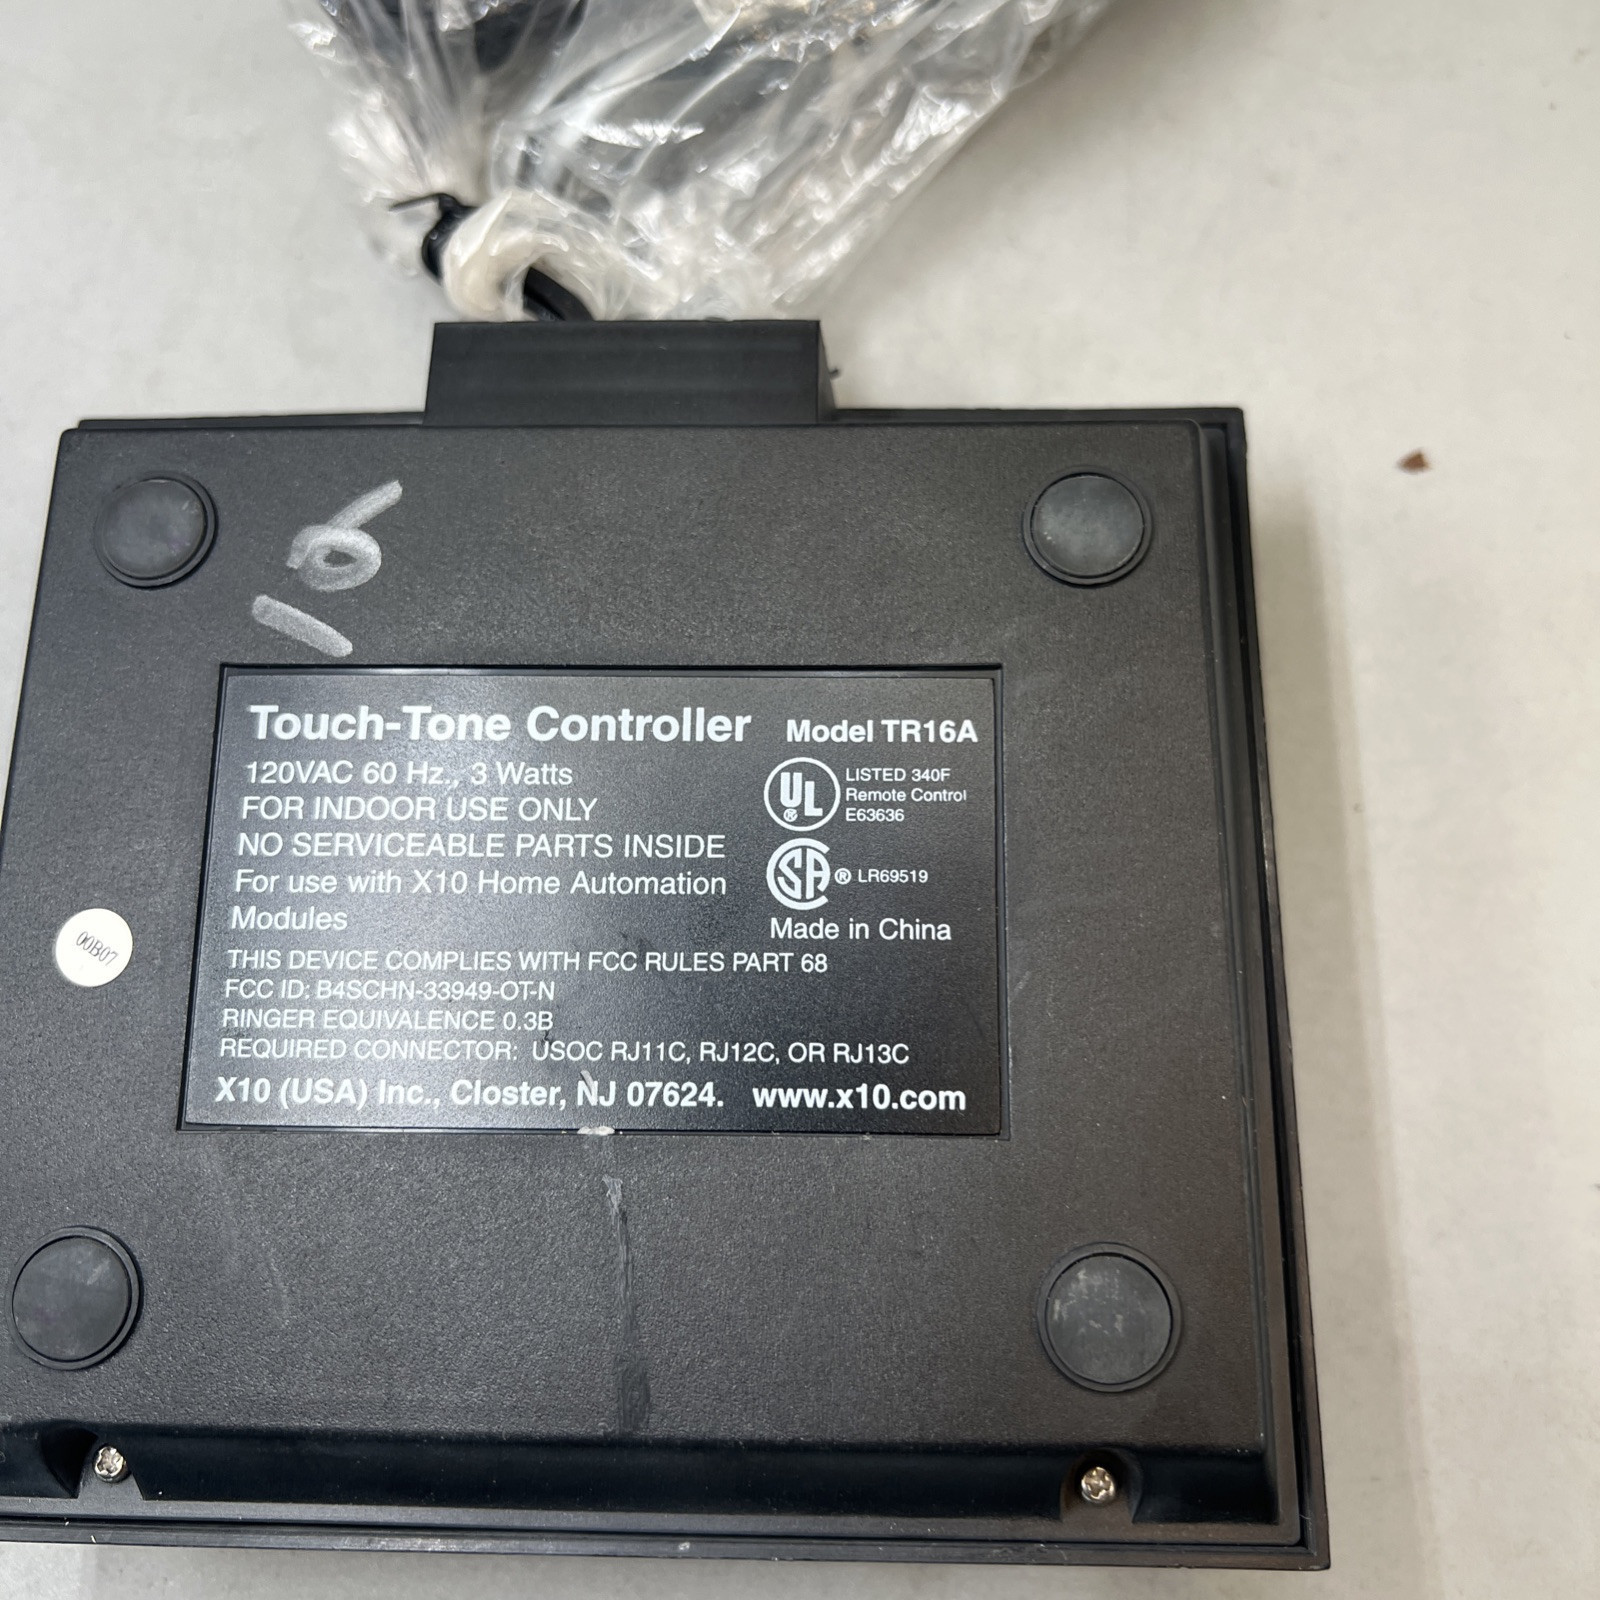 16
Touch-Tone Controller Model TR16A
120VAC 60 Hz., 3 Watts
FOR INDOOR USE ONLY
NO SERVICEABLE PARTS INSIDE
For use with X10 Home Automation
Modules
UL ®
LISTED 340F
Remote Control
E63636
SA ® LR69519
Made in China
00B07
THIS DEVICE COMPLIES WITH FCC RULES PART 68
FCC ID: B4SCHN-33949-OT-N
RINGER EQUIVALENCE 0.3B
REQUIRED CONNECTOR: USOC RJ11C, RJ12C, OR RJ13C
X10 (USA) Inc., Closter, NJ 07624. www.x10.com